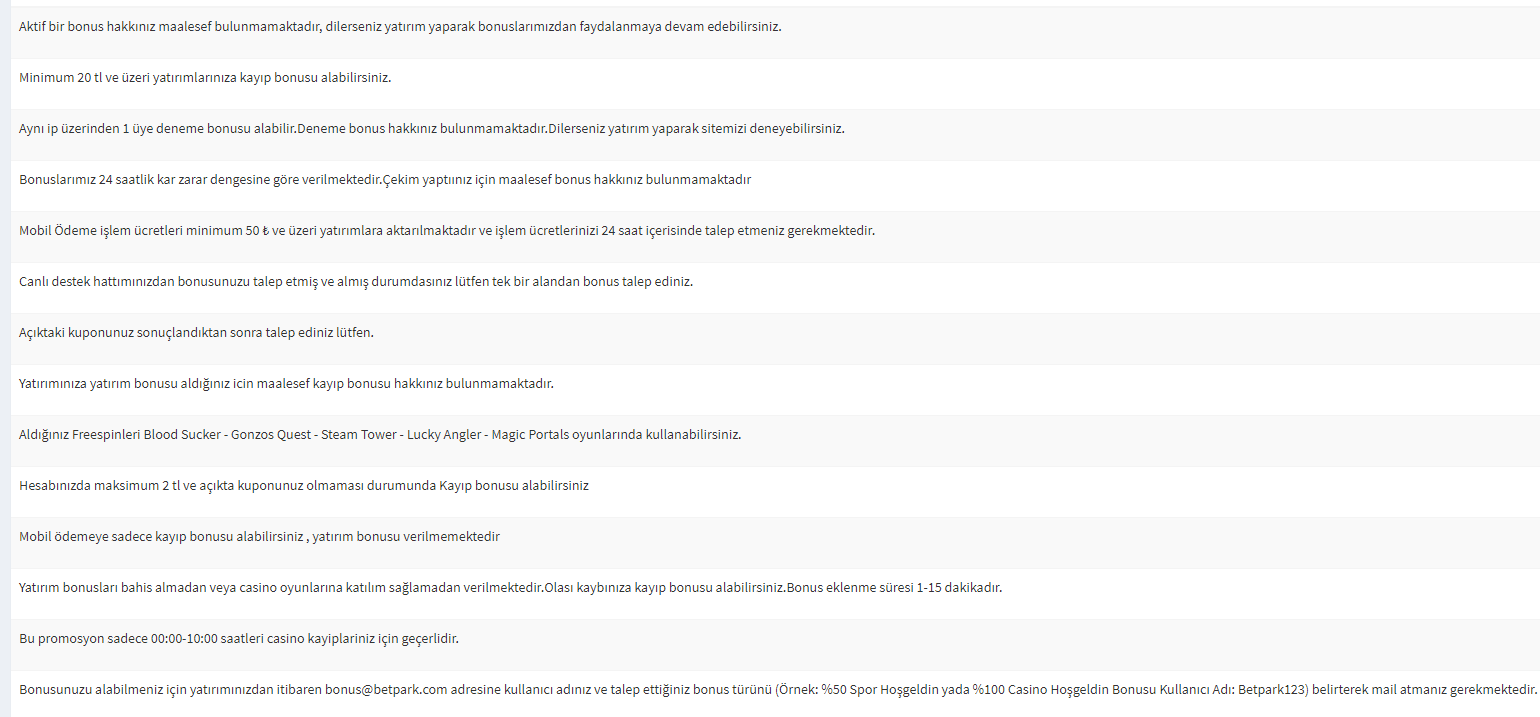 Aktif bir bonus hakkınız maalesef bulunmamaktadır, dilerseniz yatırım yaparak bonuslarımızdan faydalanmaya devam edebilirsiniz.
Minimum 20 tl ve üzeri yatırımlarınıza kayıp bonusu alabilirsiniz.
Aynı ip üzerinden 1 üye deneme bonusu alabilir.Deneme bonus hakkınız bulunmamaktadır.Dilerseniz yatırım yaparak sitemizi deneyebilirsiniz.
Bonuslarımız 24 saatlik kar zarar dengesine göre verilmektedir.Çekim yaptıınız için maalesef bonus hakkınız bulunmamaktadır
Mobil Ödeme işlem ücretleri minimum 50 ₺ ve üzeri yatırımlara aktarılmaktadır ve işlem ücretlerinizi 24 saat içerisinde talep etmeniz gerekmektedir.
Canlı destek hattımınızdan bonusunuzu talep etmiş ve almış durumdasınız lütfen tek bir alandan bonus talep ediniz.
Açıktaki kuponunuz sonuçlandıktan sonra talep ediniz lütfen.
Yatırımınıza yatırım bonusu aldığınız icin maalesef kayıp bonusu hakkınız bulunmamaktadır.
Aldığınız Freespinleri Blood Sucker - Gonzos Quest - Steam Tower - Lucky Angler - Magic Portals oyunlarında kullanabilirsiniz.
Hesabınızda maksimum 2 tl ve açıkta kuponunuz olmaması durumunda Kayıp bonusu alabilirsiniz
Mobil ödemeye sadece kayıp bonusu alabilirsiniz , yatırım bonusu verilmemektedir
Yatırım bonusları bahis almadan veya casino oyunlarına katılım sağlamadan verilmektedir.Olası kaybınıza kayıp bonusu alabilirsiniz.Bonus eklenme süresi 1-15 dakikadır.
Bu promosyon sadece 00:00-10:00 saatleri casino kayiplariniz için geçerlidir.
Bonusunuzu alabilmeniz için yatırımınızdan itibaren bonus@betpark.com adresine kullanıcı adınız ve talep ettiğiniz bonus türünü (Örnek: %50 Spor Hoşgeldin yada %100 Casino Hoşgeldin Bonusu Kullanıcı Adı: Betpark123) belirterek mail atmanız gerekmektedir.